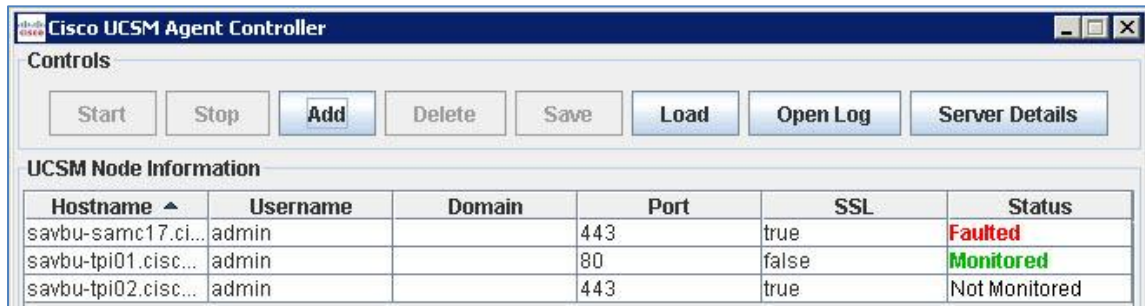 Cisco UCSM Agent Controller
Controls
Start Stop Add Delete Save Load Open Log Server Details
UCSM Node Information
Hostname Username Domain Port SSL Status
savbu-samc17.ci... admin 443 true Faulted
savbu-tpi01.cisc... admin 80 false Monitored
savbu-tpi02.cisc... admin 443 true Not Monitored